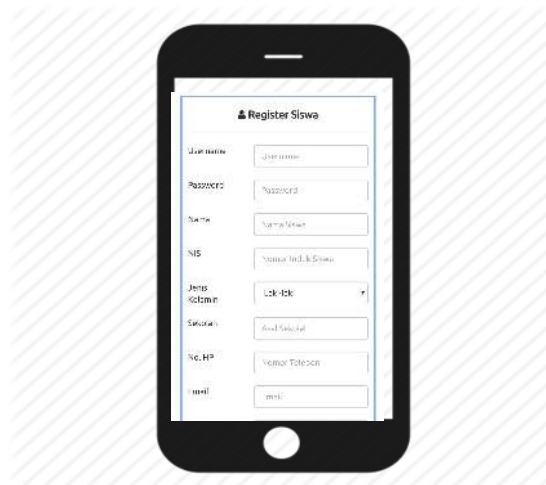 Register Siswa
Username
Username
Password
Password
Nama
Nama Siswa
NIS
Nomor Induk Siswa
Jenis
Kelamin
Laki-laki
Sekolah
Asal Sekolah
No. HP
Nomor Telepon
Email
Email